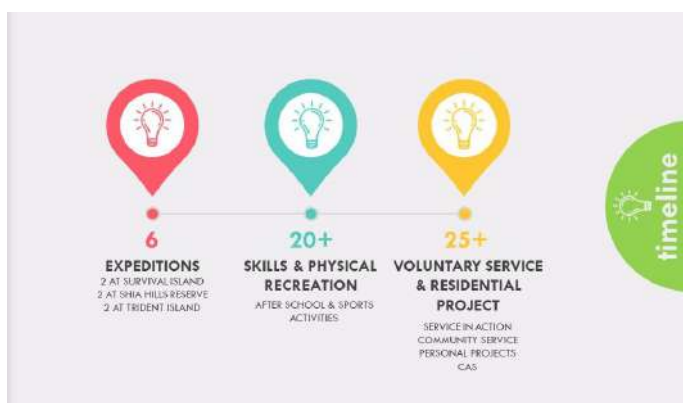 6
EXPEDITIONS
2 AT SURVIVAL ISLAND
2 AT SHIA HILLS RESERVE
2 AT TRIDENT ISLAND
20+
SKILLS & PHYSICAL
RECREATION
AFTER SCHOOL & SPORTS
ACTIVITIES
25+
VOLUNTARY SERVICE
& RESIDENTIAL
PROJECT
SERVICE IN ACTION
COMMUNITY SERVICE
PERSONAL PROJECTS
CAS
timeline